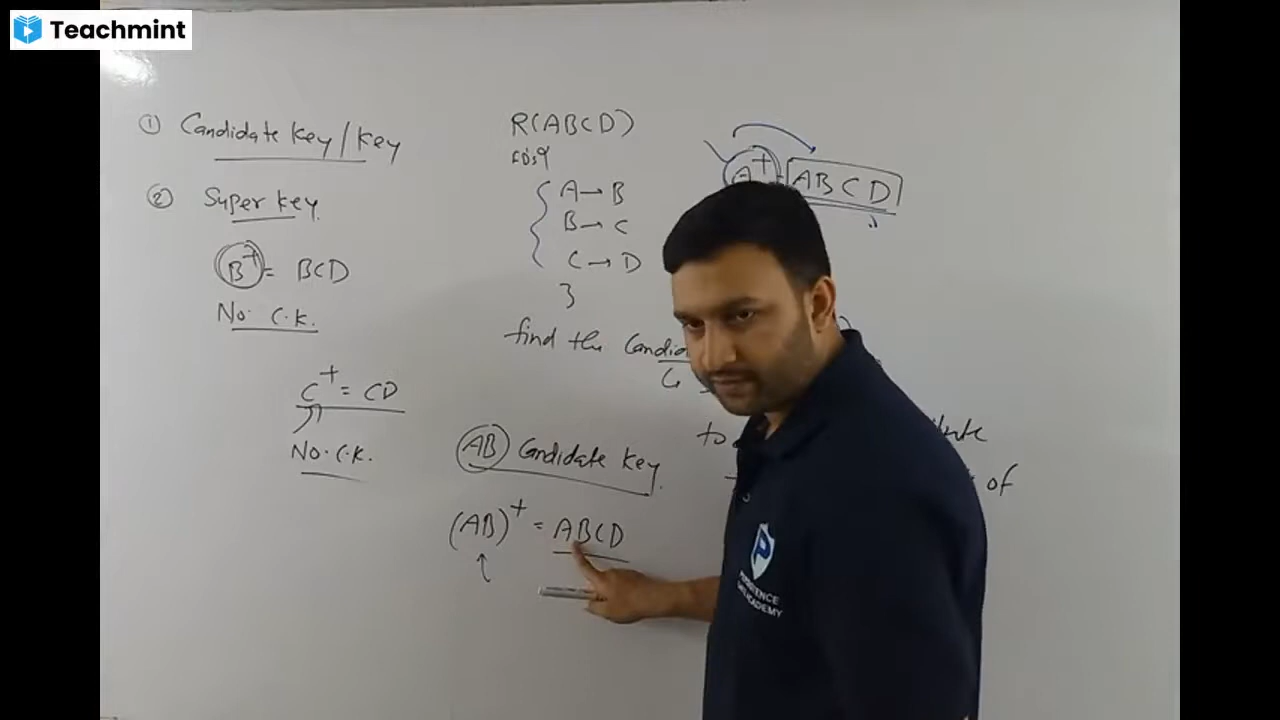 Teachmint
① Candidate Key/Key
② Super key
B+ = BCD
No. C.K.
C+ = CD
No. C.K.
R(ABCD)
A→B
B→C
C→D
}
find the
A+ = ABCD
to
of
AB Candidate Key
(AB)+ = ABCD